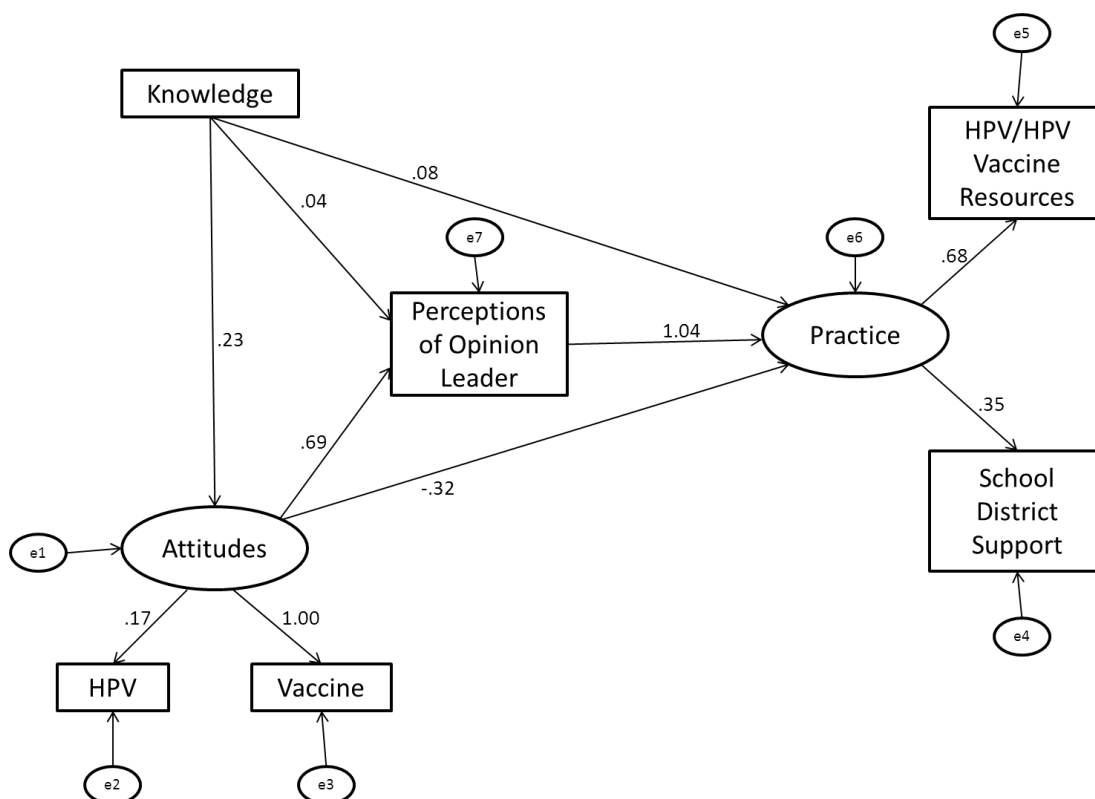 e5
Knowledge
HPV/HPV
Vaccine
Resources
.08
.04
e7
e6
.68
Perceptions
of Opinion
Leader
1.04
Practice
.23
.35
.69
-.32
School
District
Support
Attitudes
e1
.17
1.00
e4
HPV
Vaccine
e2
e3